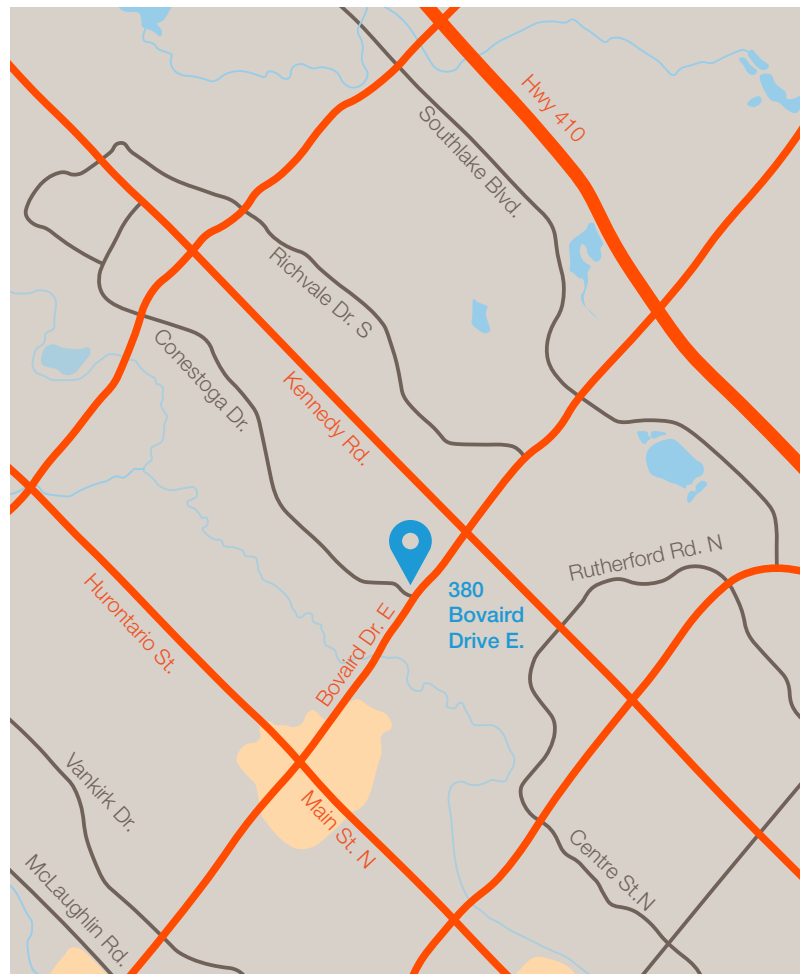 Hwy 410
Southlake Blvd.
Richvale Dr. S
Conestoga Dr.
Kennedy Rd.
Rutherford Rd. N
380
Bovaird
Drive E.
Hurontario St.
Bovaird Dr. E
Vankirk Dr.
Main St. N
Centre St.N
McLaughlin Rd.